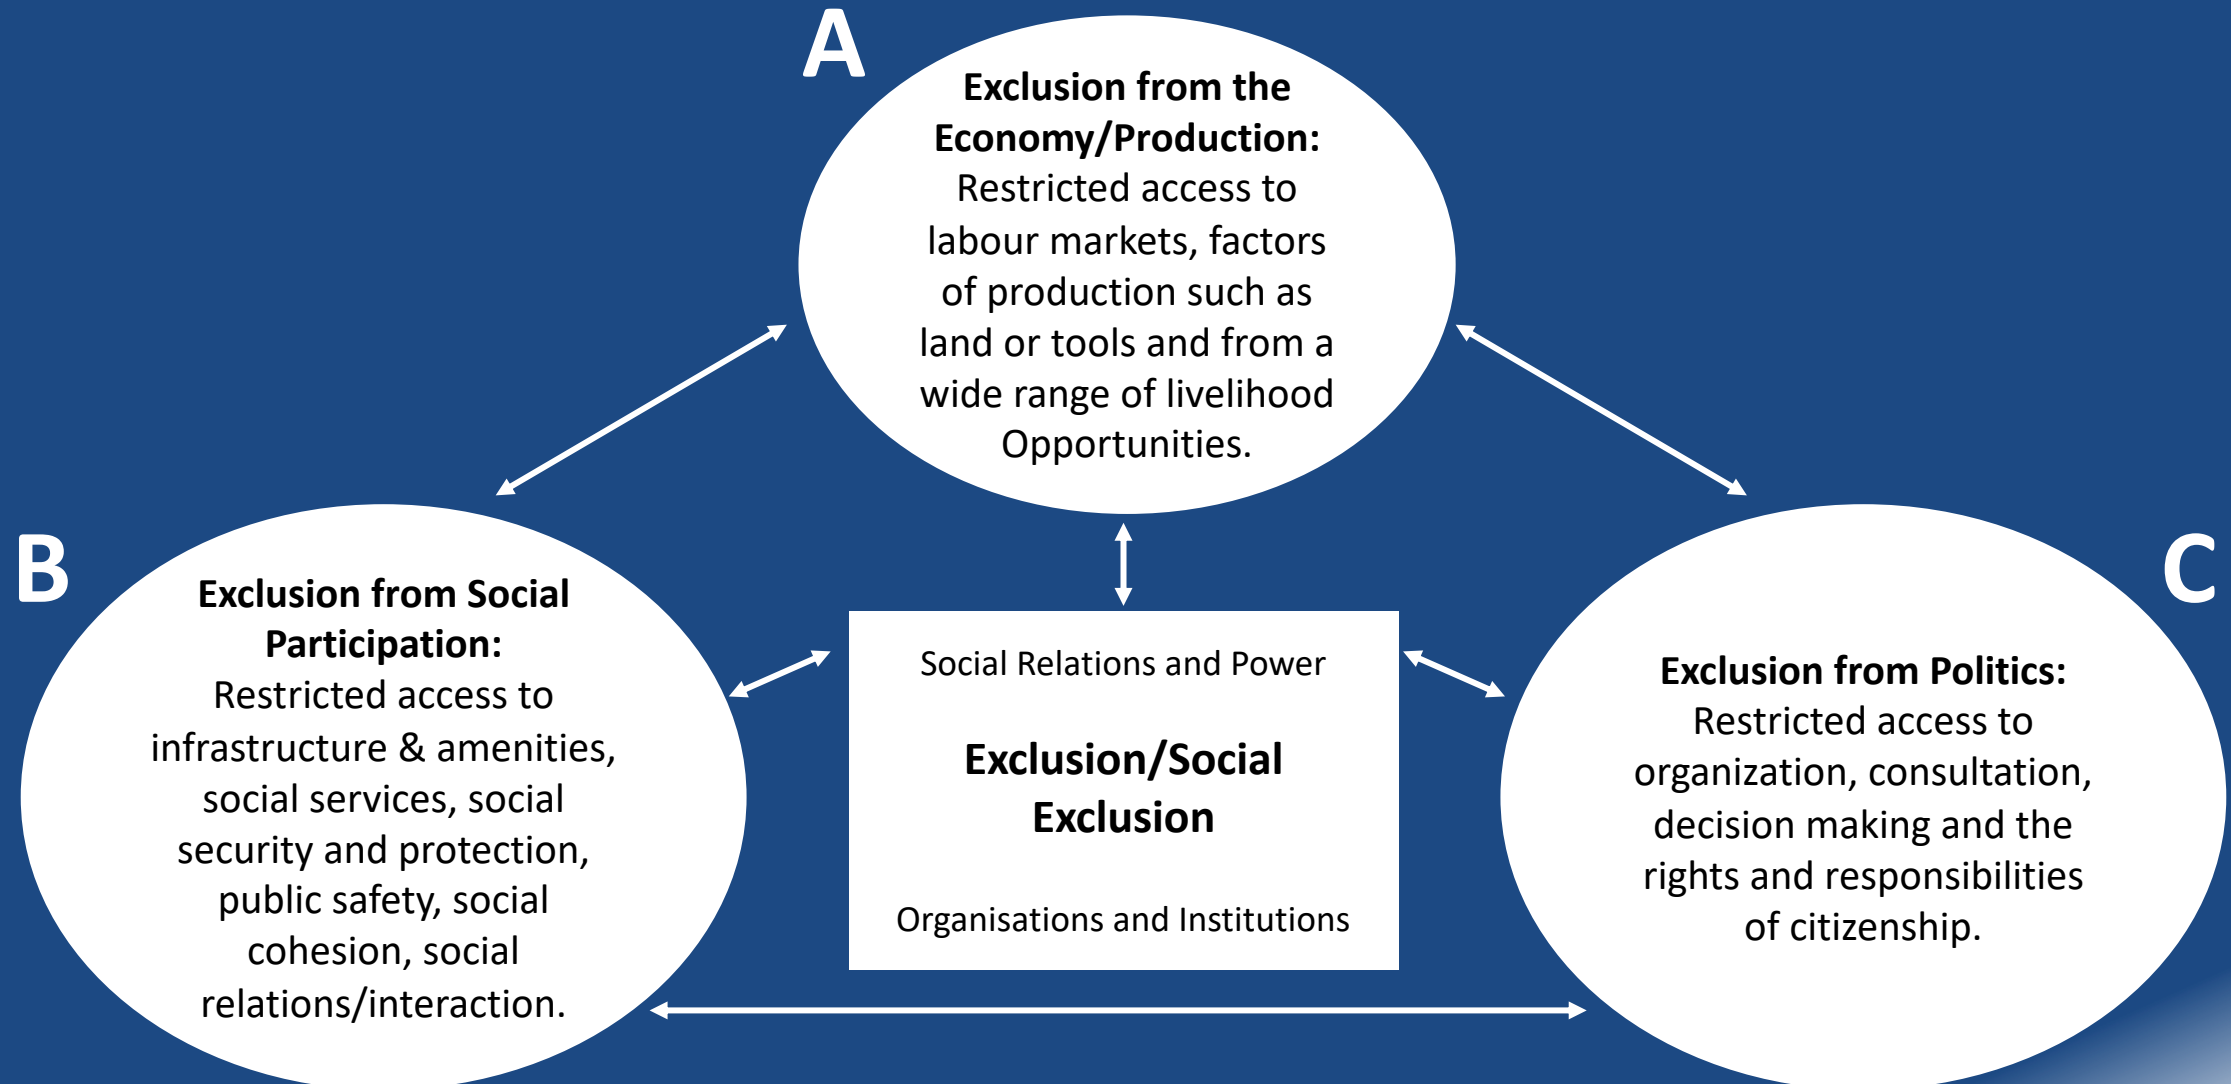 A
Exclusion from the
Economy/Production:
Restricted access to
labour markets, factors
of production such as
land or tools and from a
wide range of livelihood
Opportunities.
B
Exclusion from Social
Participation:
Restricted access to
infrastructure & amenities,
social services, social
security and protection,
public safety, social
cohesion, social
relations/interaction.
Social Relations and Power
Exclusion/Social
Exclusion
Organisations and Institutions
C
Exclusion from Politics:
Restricted access to
organization, consultation,
decision making and the
rights and responsibilities
of citizenship.